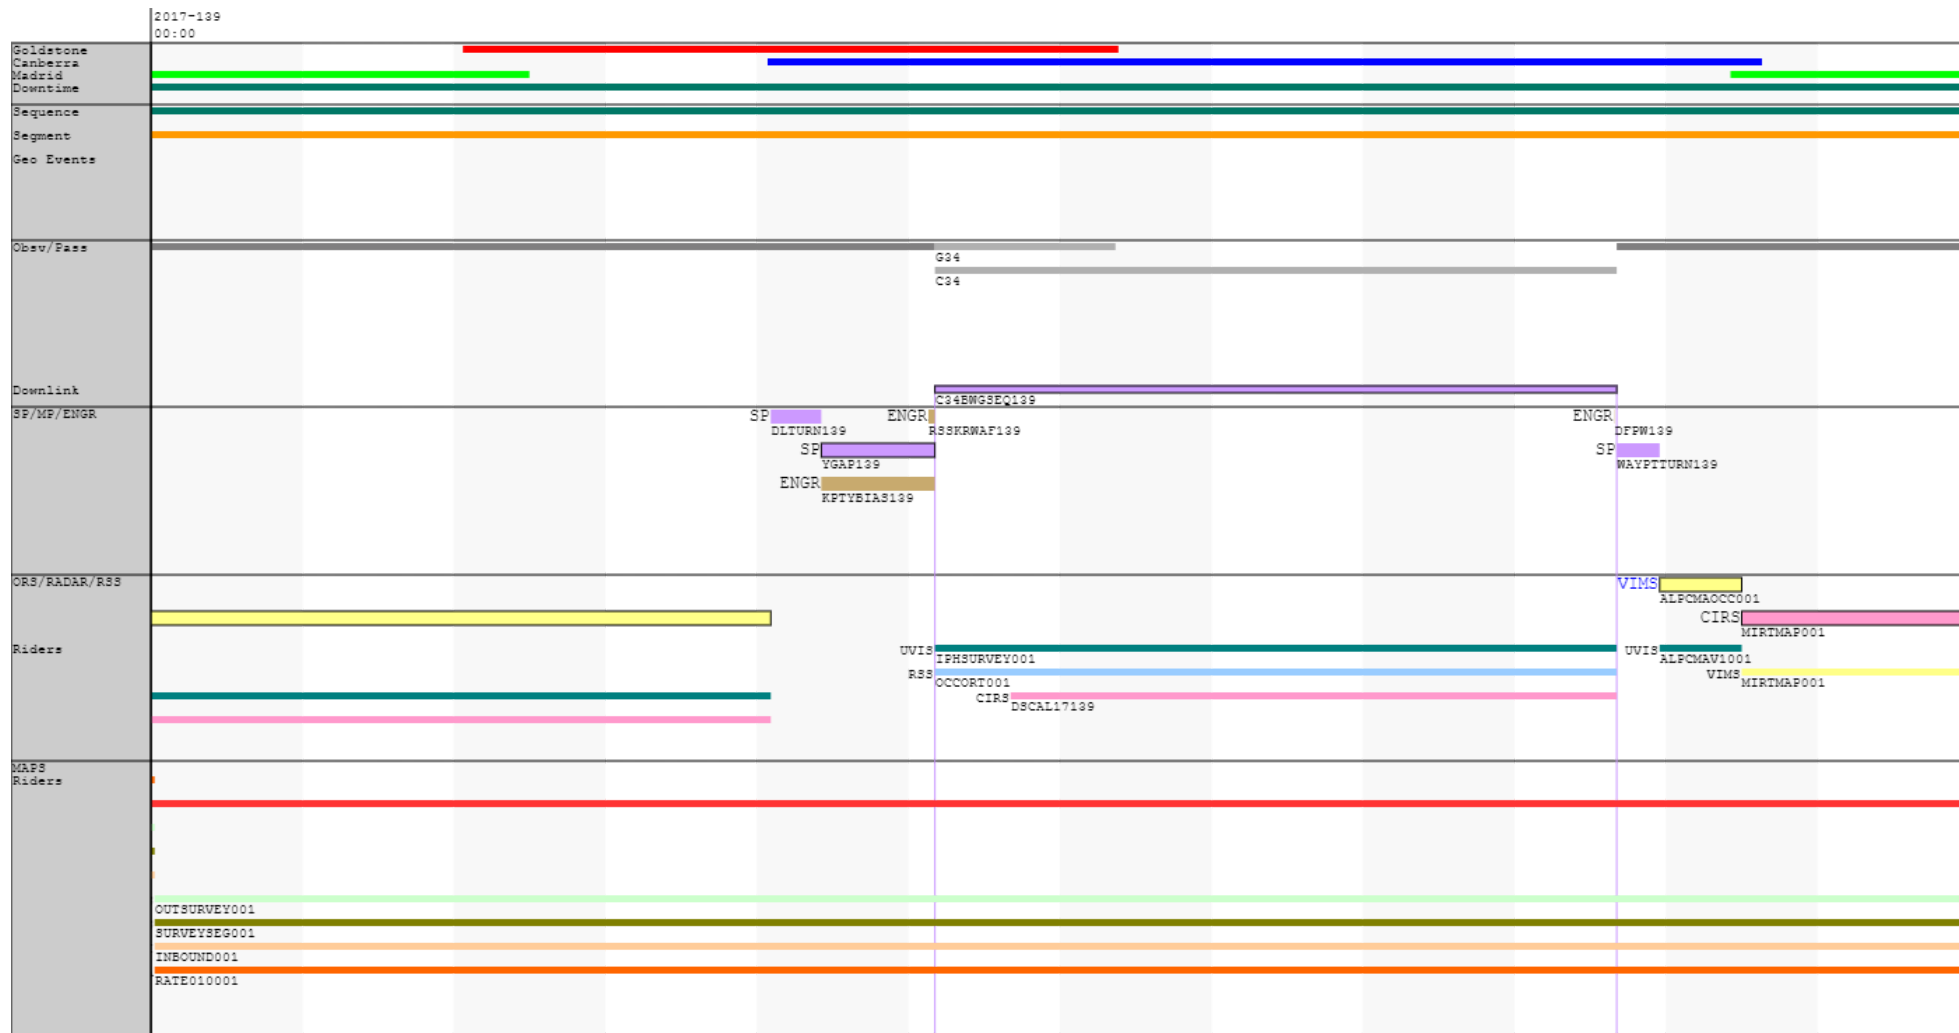 2017-139
00:00
Goldstone
Canberra
Madrid
Downtime
Sequence
Segment
Geo Events
Obsv/Pass
G34
C34
Downlink
C34BWGSEQ139
SP/MP/ENGR
SP
ENGR
ENGR
DLTURN139
RSSKRWAF139
DFPW139
SP
SP
YGAP139
WAYPTTURN139
ENGR
KPTYBIAS139
ORS/RADAR/RSS
VIMS
ALPCMAOCC001
CIRS
MIRTMAP001
Riders
UVIS
UVIS
IPHSURVEY001
ALPCMAV1001
RSS
VIMS
OCCORT001
MIRTMAP001
CIRS
DSCAL17139
MAPS
Riders
OUTSURVEY001
SURVEYSEG001
INBOUND001
RATE010001